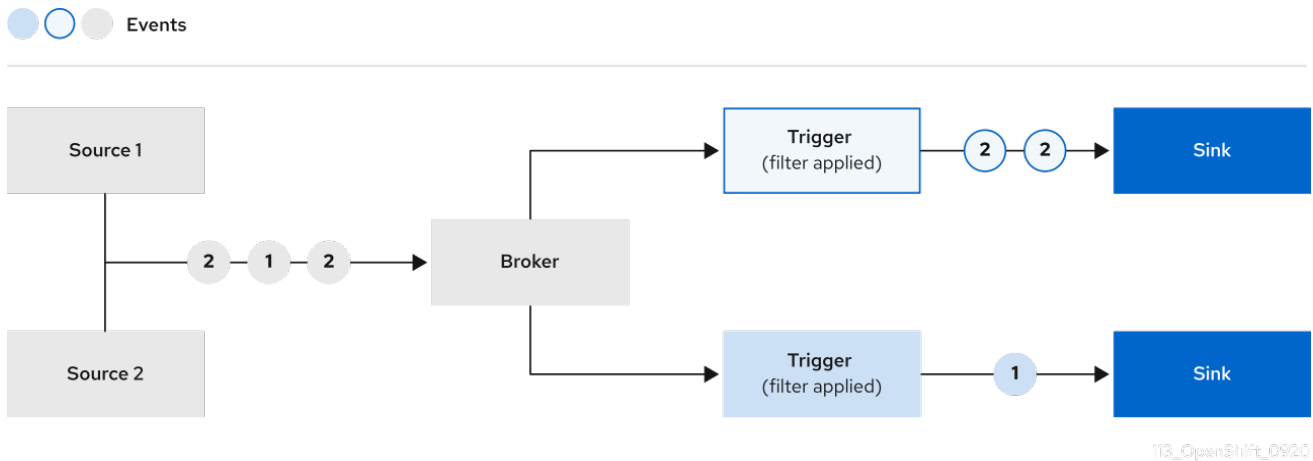 Events
Source 1
Trigger
(filter applied)
2
2
Sink
2
1
2
Broker
Source 2
Trigger
(filter applied)
1
Sink
113_OpenShift_0920